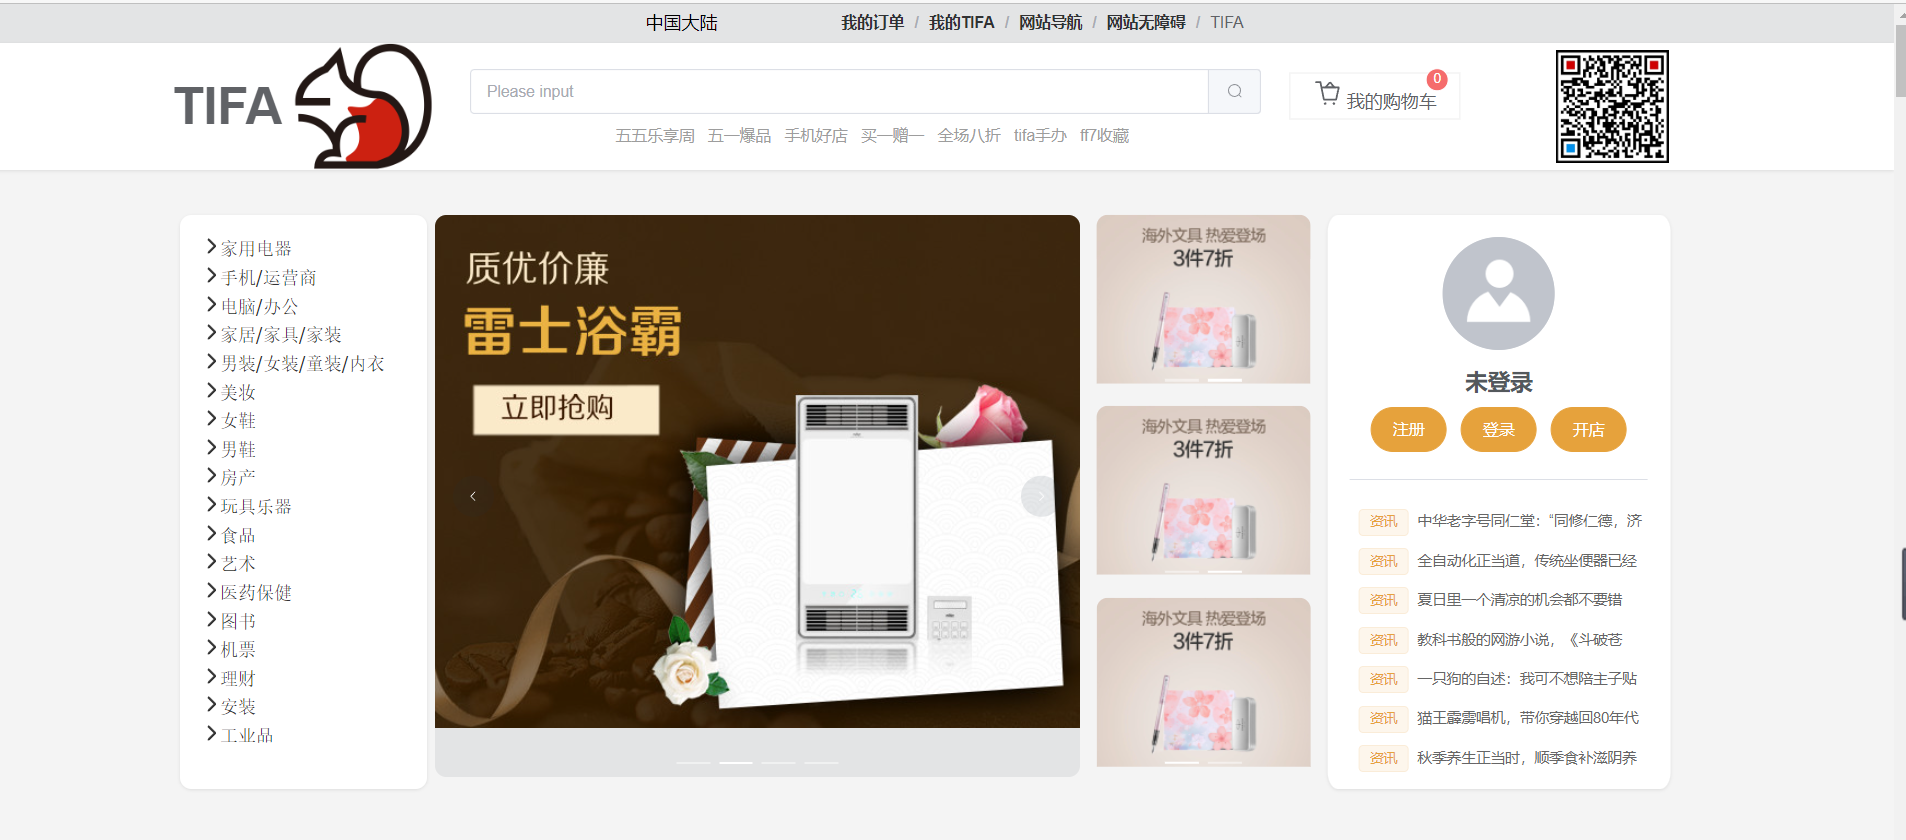 中国大陆
我的订单 / 我的TIFA / 网站导航 / 网站无障碍 / TIFA
TIFA
Please input
0
我的购物车
五五乐享周 五一爆品 手机好店 买一赠一 全场八折 tifa手办 ff7收藏
家用电器
手机/运营商
电脑/办公
家居/家具/家装
男装/女装/童装/内衣
美妆
女鞋
男鞋
房产
玩具乐器
食品
艺术
医药保健
图书
机票
理财
安装
工业品
质优价廉
雷士浴霸
立即抢购
海外文具 热爱登场
3件7折
海外文具 热爱登场
3件7折
海外文具 热爱登场
3件7折
未登录
注册 登录 开店
资讯 中华老字号同仁堂：“同修仁德，济
资讯 全自动化正当道，传统坐便器已经
资讯 夏日里一个清凉的机会都不要错
资讯 教科书般的网游小说，《斗破苍
资讯 一只狗的自述：我可不想陪主子贴
资讯 猫王霹雳唱机，带你穿越回80年代
资讯 秋季养生正当时，顺季食补滋阴养